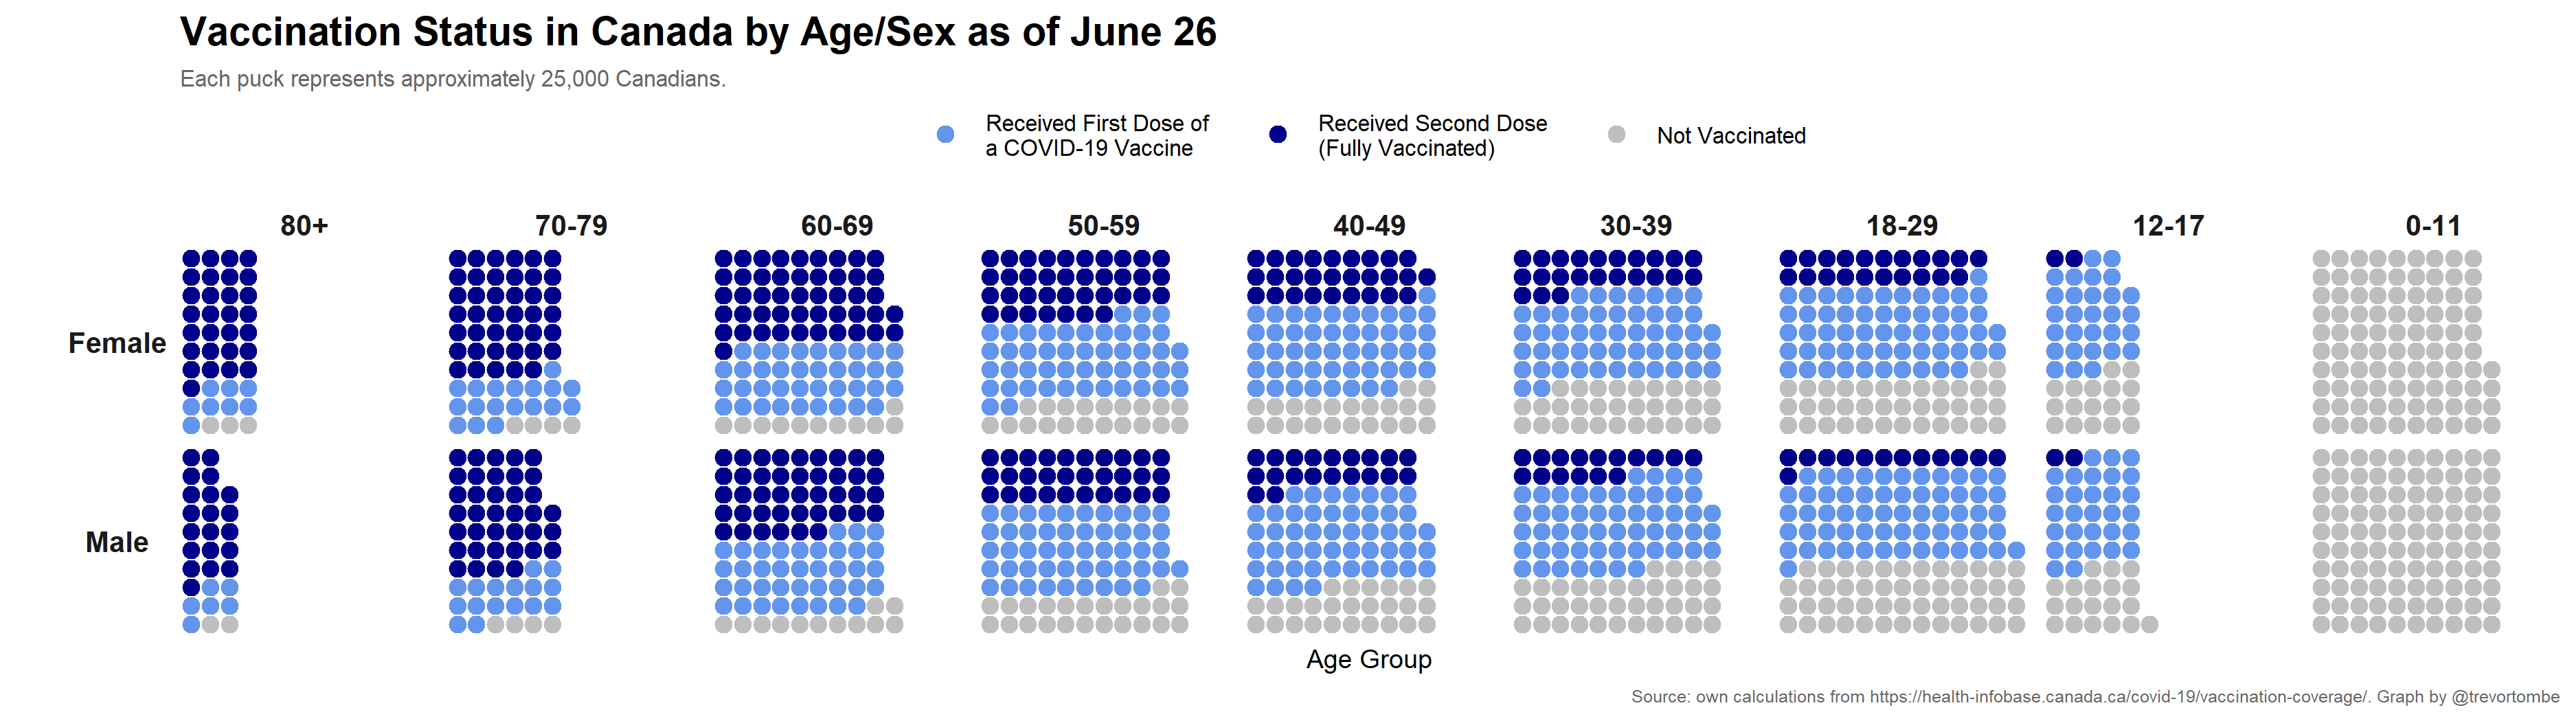 Vaccination Status in Canada by Age/Sex as of June 26
Each puck represents approximately 25,000 Canadians.
Received First Dose of
a COVID-19 Vaccine
Received Second Dose
(Fully Vaccinated)
Not Vaccinated
80+ 70-79 60-69 50-59 40-49 30-39 18-29 12-17 0-11
Female
Male
Age Group
Source: own calculations from https://health-infobase.canada.ca/covid-19/vaccination-coverage/. Graph by @trevortombe